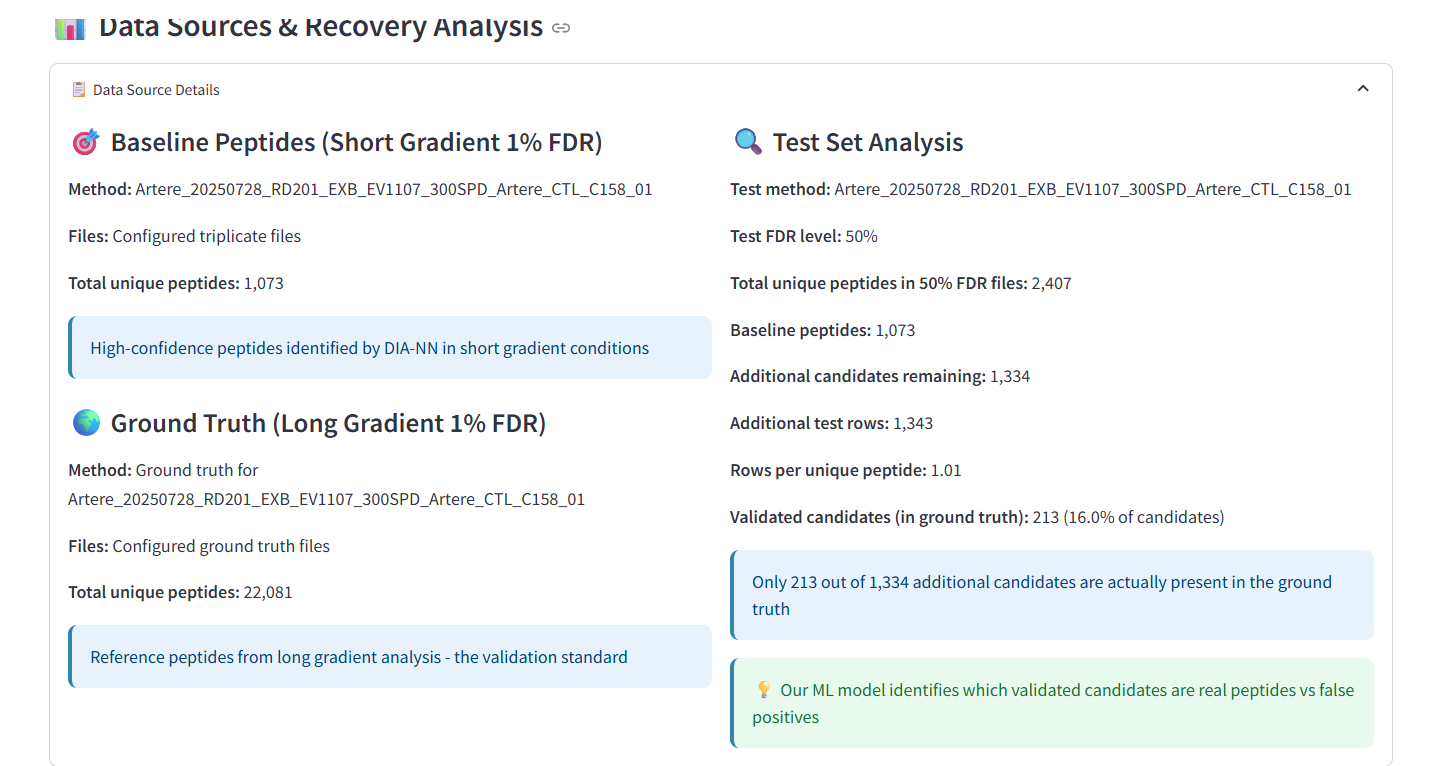 Data Sources & Recovery Analysis
Data Source Details
Baseline Peptides (Short Gradient 1% FDR)
Method: Artere_20250728_RD201_EXB_EV1107_300SPD_Artere_CTL_C158_01
Files: Configured triplicate files
Total unique peptides: 1,073
High-confidence peptides identified by DIA-NN in short gradient conditions
Ground Truth (Long Gradient 1% FDR)
Method: Ground truth for
Artere_20250728_RD201_EXB_EV1107_300SPD_Artere_CTL_C158_01
Files: Configured ground truth files
Total unique peptides: 22,081
Reference peptides from long gradient analysis - the validation standard
Test Set Analysis
Test method: Artere_20250728_RD201_EXB_EV1107_300SPD_Artere_CTL_C158_01
Test FDR level: 50%
Total unique peptides in 50% FDR files: 2,407
Baseline peptides: 1,073
Additional candidates remaining: 1,334
Additional test rows: 1,343
Rows per unique peptide: 1.01
Validated candidates (in ground truth): 213 (16.0% of candidates)
Only 213 out of 1,334 additional candidates are actually present in the ground
truth
Our ML model identifies which validated candidates are real peptides vs false
positives